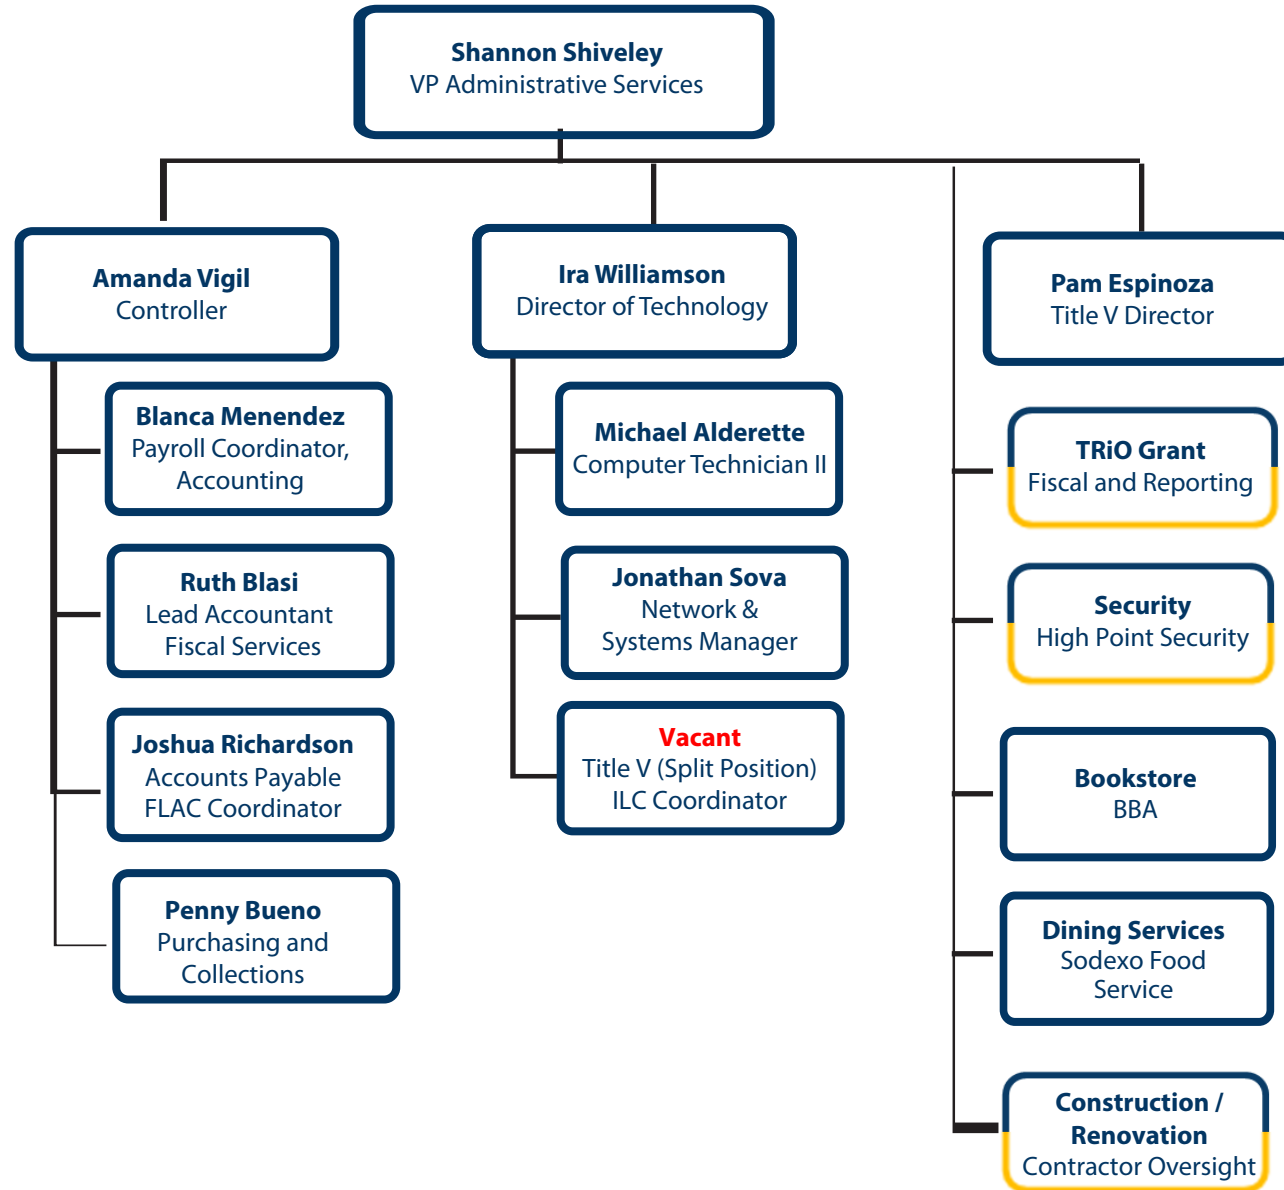 Shannon Shiveley
VP Administrative Services
Amanda Vigil
Controller
Blanca Menendez
Payroll Coordinator,
Accounting
Ruth Blasi
Lead Accountant
Fiscal Services
Joshua Richardson
Accounts Payable
FLAC Coordinator
Penny Bueno
Purchasing and
Collections
Ira Williamson
Director of Technology
Michael Alderette
Computer Technician II
Jonathan Sova
Network &
Systems Manager
Vacant
Title V (Split Position)
ILC Coordinator
Pam Espinoza
Title V Director
TRiO Grant
Fiscal and Reporting
Security
High Point Security
Bookstore
BBA
Dining Services
Sodexo Food
Service
Construction /
Renovation
Contractor Oversight